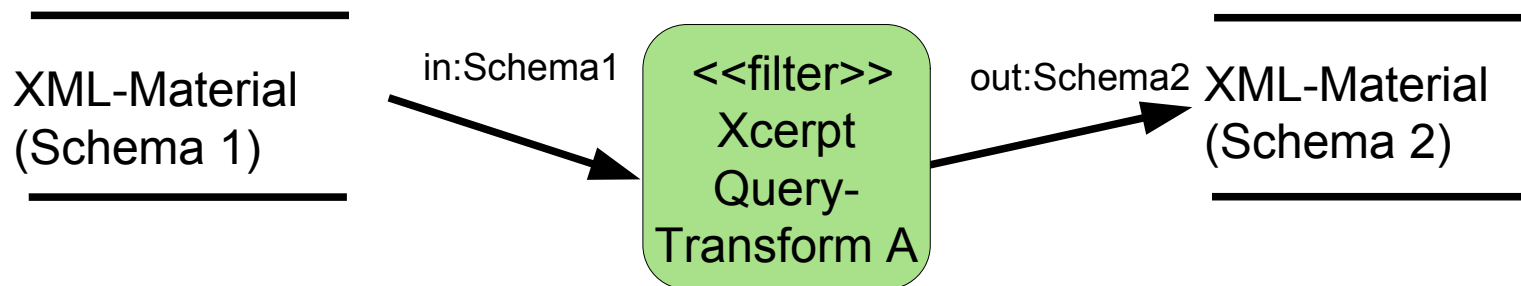 XML-Material
(Schema 1)
in:Schema1
<<filter>>
Xcerpt
Query-
Transform A
out:Schema2
XML-Material
(Schema 2)